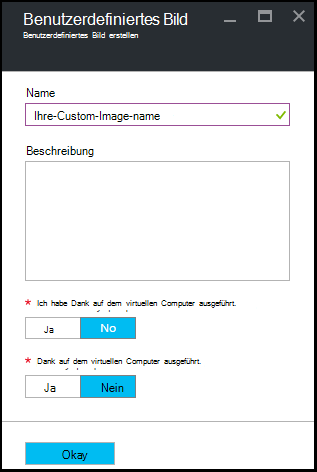 Benutzerdefiniertes Bild
Benutzerdefiniertes Bild erstellen
Name
Ihre-Custom-Image-name
Beschreibung
* Ich habe Dank auf dem virtuellen Computer ausgeführt.
Ja No
* Dank auf dem virtuellen Computer ausgeführt.
Ja Nein
Okay